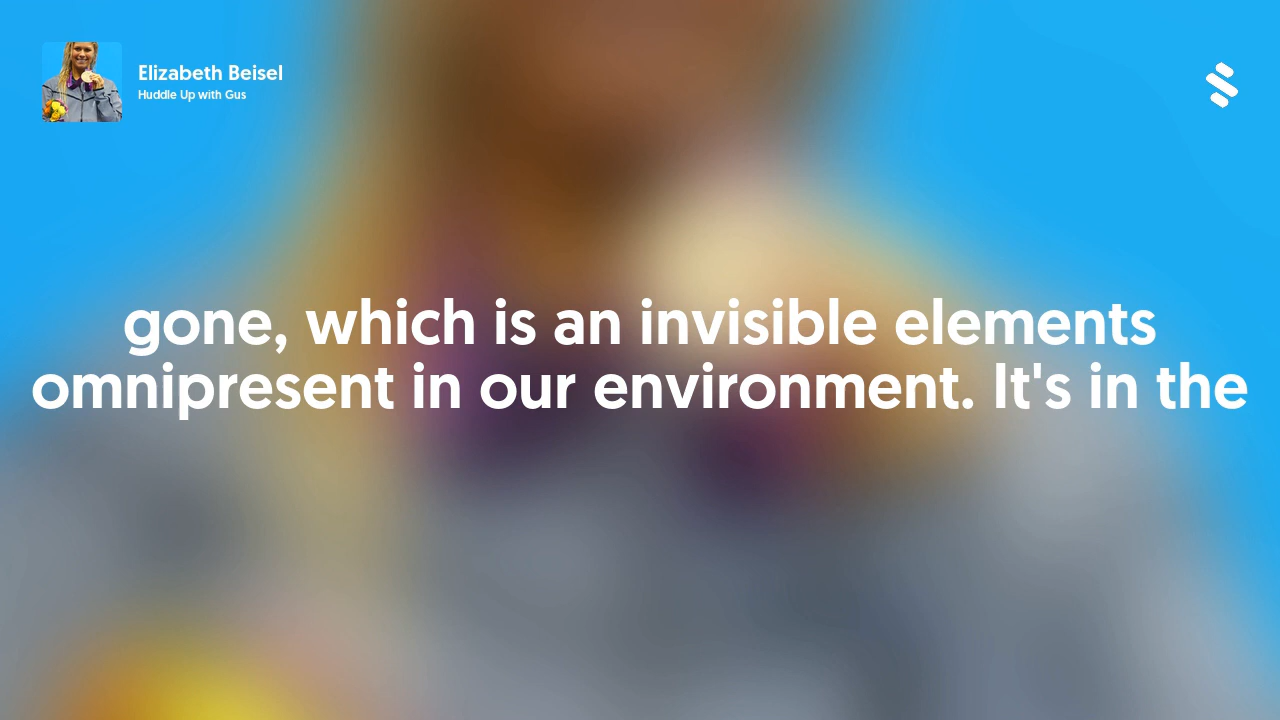 Elizabeth Beisel
Huddle Up with Gus
gone, which is an invisible elements
omnipresent in our environment. It's in the